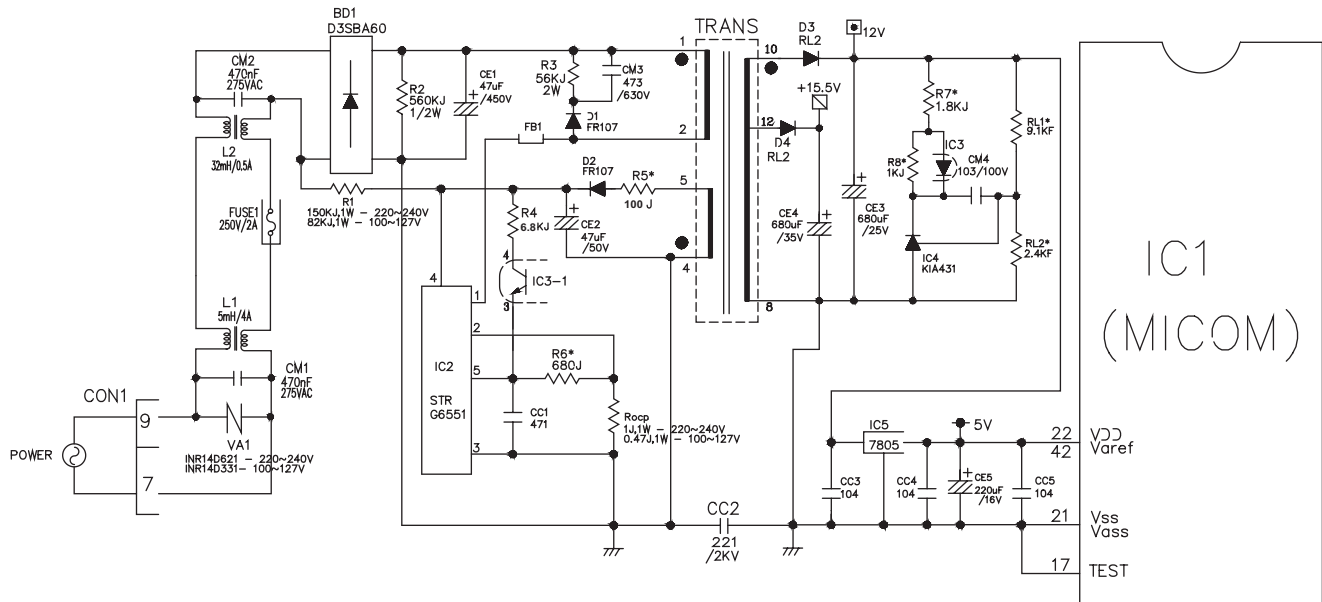 BD1
D3SBA60
TRANS
D3
RL2
12V
CM2
470nF
275VAC
R2
560KJ
1/2W
CE1
47uF
/450V
+
R3
56KJ
2W
CM3
473
/630V
1
10
+15.5V
R7*
1.8KJ
RL1*
9.1KF
D1
FR107
FB1
2
12
D4
RL2
IC3
R8*
1KJ
CM4
103/100V
L2
32mH/0.5A
D2
FR107
R5*
100 J
5
R1
150KJ,1W - 220~240V
82KJ,1W - 100~127V
FUSE1
250V/2A
R4
6.8KJ
+
CE2
47uF
/50V
4
+
CE4
680uF
/35V
+
CE3
680uF
/25V
IC4
KIA431
RL2*
2.4KF
IC1
(MICOM)
4
IC3-1
3
8
4
1
2
5
3
IC2
STR
G6551
L1
5mH/4A
R6*
680J
CM1
470nF
275VAC
CON1
9
7
VA1
INR14D621 - 220~240V
INR14D331- 100~127V
POWER
CC1
471
Rocp
1J,1W - 220~240V
0.47J,1W - 100~127V
IC5
7805
5V
22
42
VDD
Varef
CC3
104
CC4
104
+
CE5
220uF
/16V
CC5
104
CC2
221
/2KV
21
Vss
Vass
17
TEST